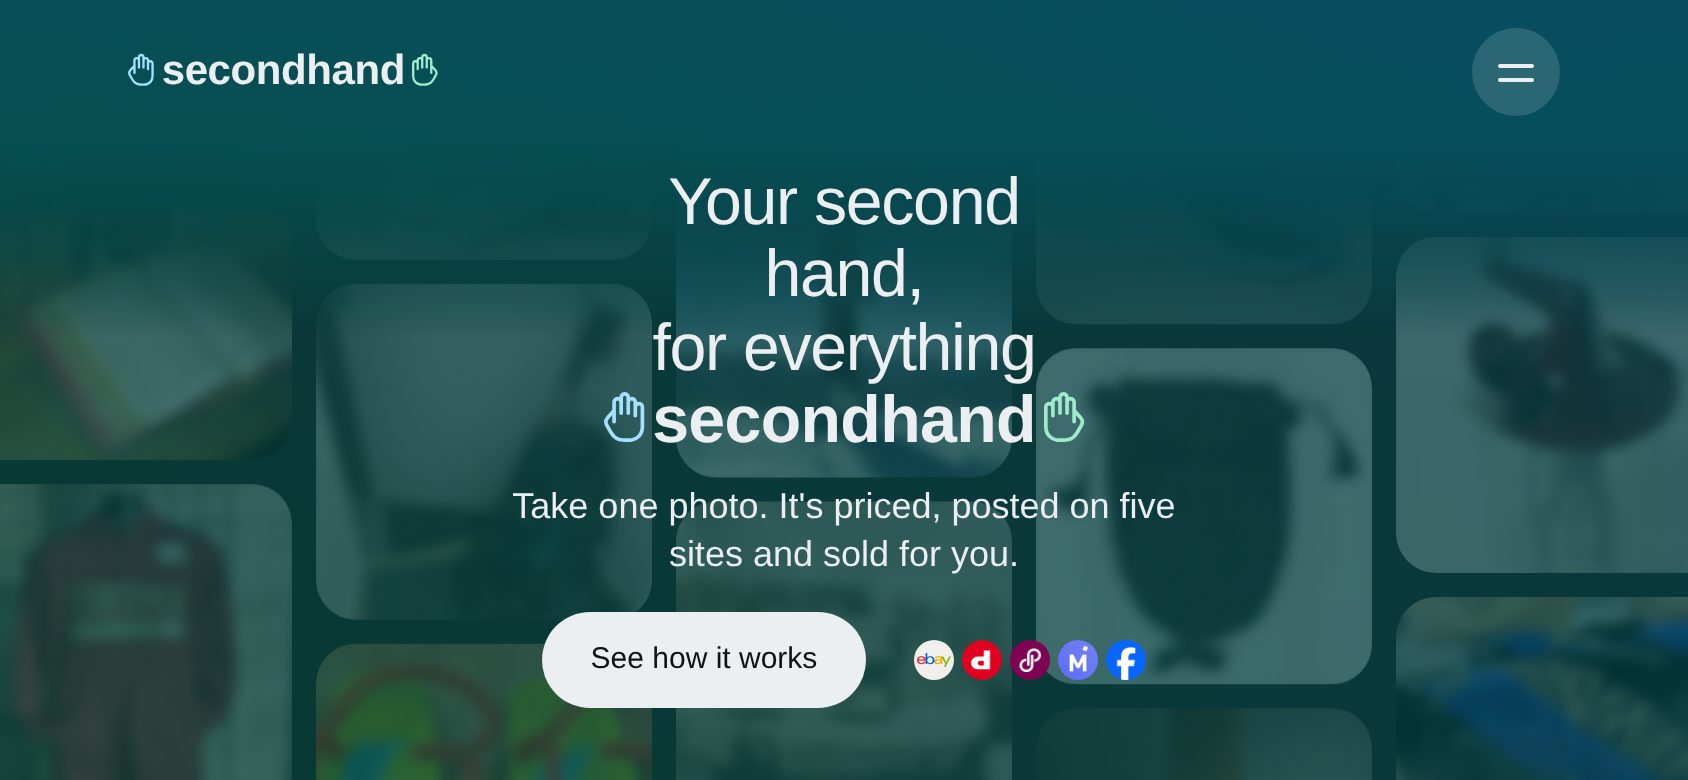 secondhand
Your second
hand,
for everything
secondhand
Take one photo. It's priced, posted on five
sites and sold for you.
See how it works
ebay